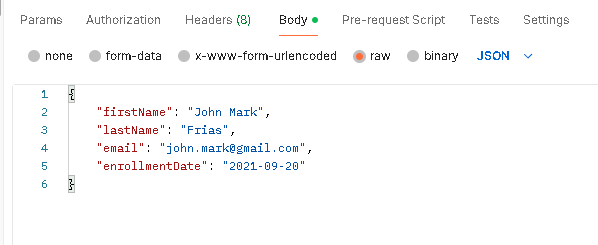 Params Authorization Headers (8) Body Pre-request Script Tests Settings
none form-data x-www-form-urlencoded raw binary JSON
1 {
2 "firstName": "John Mark",
3 "lastName": "Frias",
4 "email": "john.mark@gmail.com",
5 "enrollmentDate": "2021-09-20"
6 }